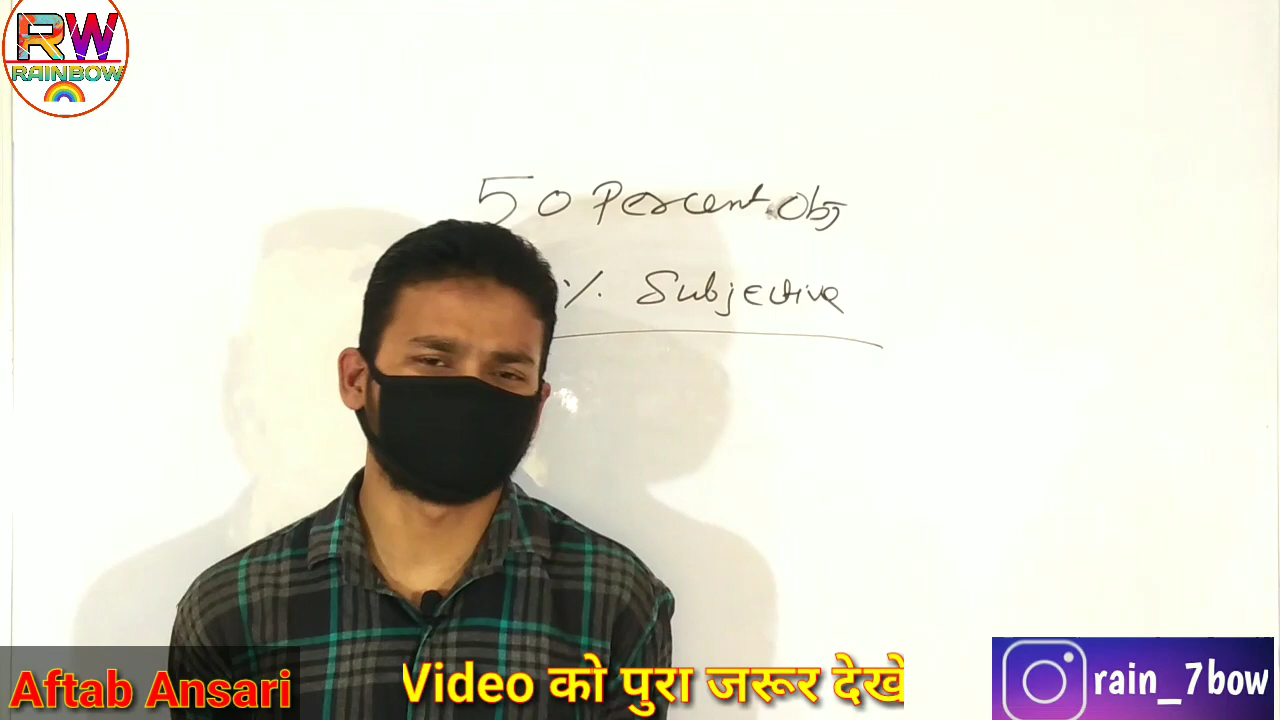 RW
RAINBOW
50 Percent. Obj
% Subjective
Aftab Ansari
Video को पुरा जरूर देखे
rain_7bow